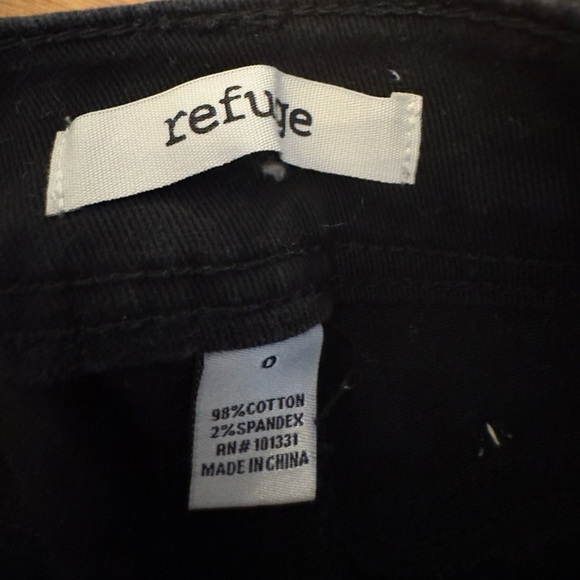 refuge
0
98%COTTON
2%SPANDEX
RN# 101331
MADE IN CHINA